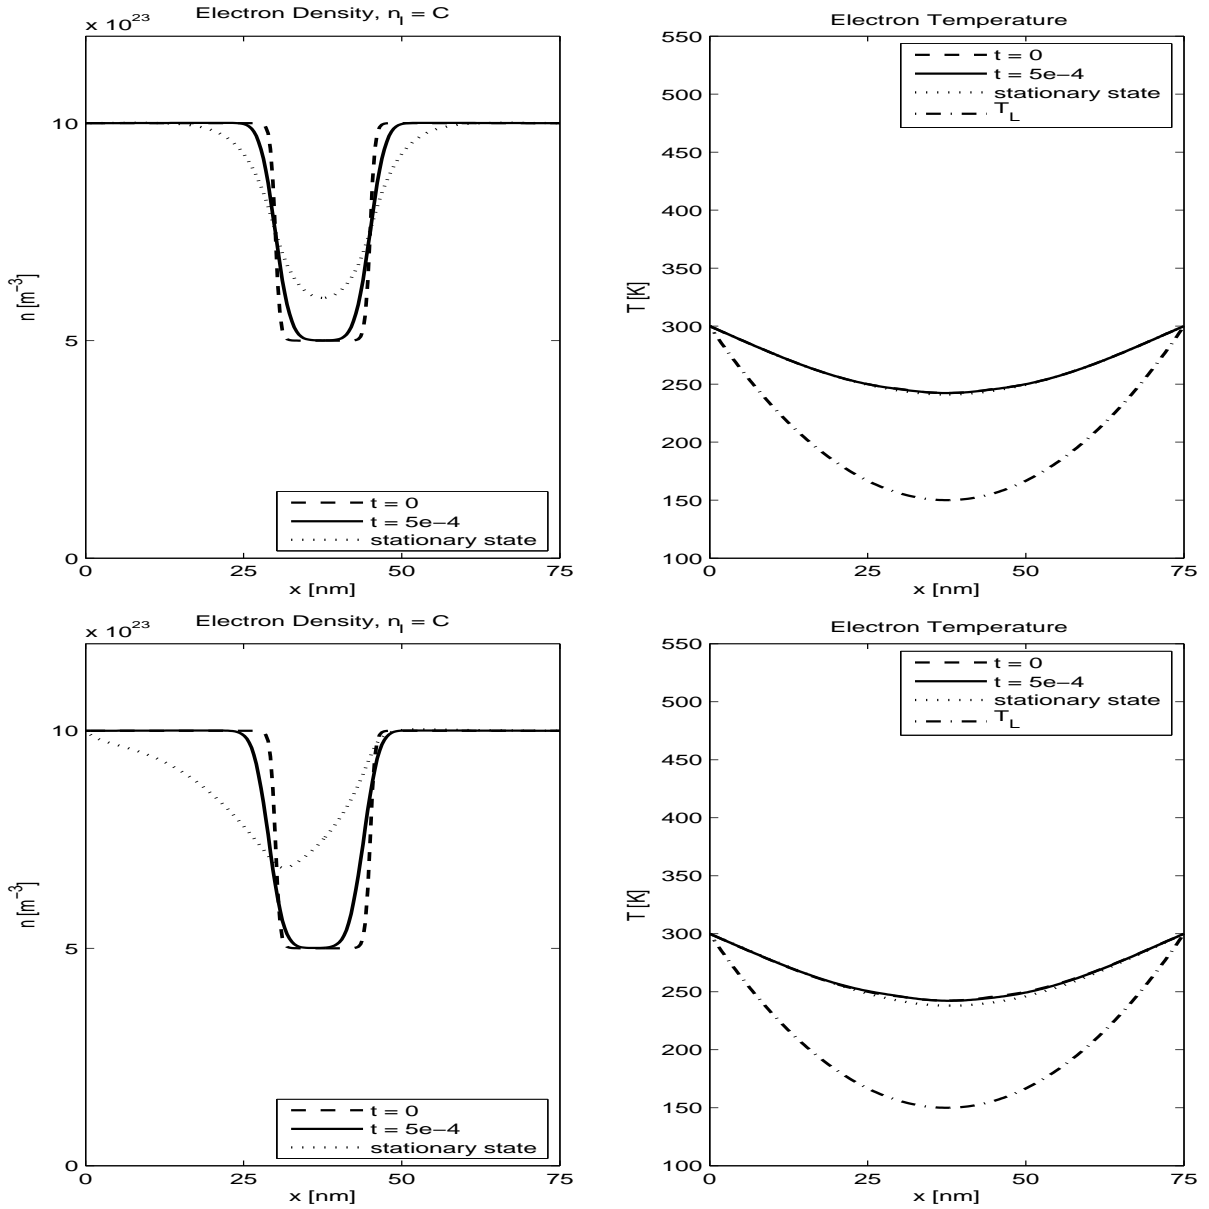 Electron Density, n_I = C
x 10^23
10
5
0
0 25 50 75
n [m^−3]
x [nm]
t = 0
t = 5e−4
stationary state
Electron Temperature
550
500
450
400
350
300
250
200
150
100
0 25 50 75
T [K]
x [nm]
t = 0
t = 5e−4
stationary state
T_L
Electron Density, n_I = C
x 10^23
10
5
0
0 25 50 75
n [m^−3]
x [nm]
t = 0
t = 5e−4
stationary state
Electron Temperature
550
500
450
400
350
300
250
200
150
100
0 25 50 75
T [K]
x [nm]
t = 0
t = 5e−4
stationary state
T_L